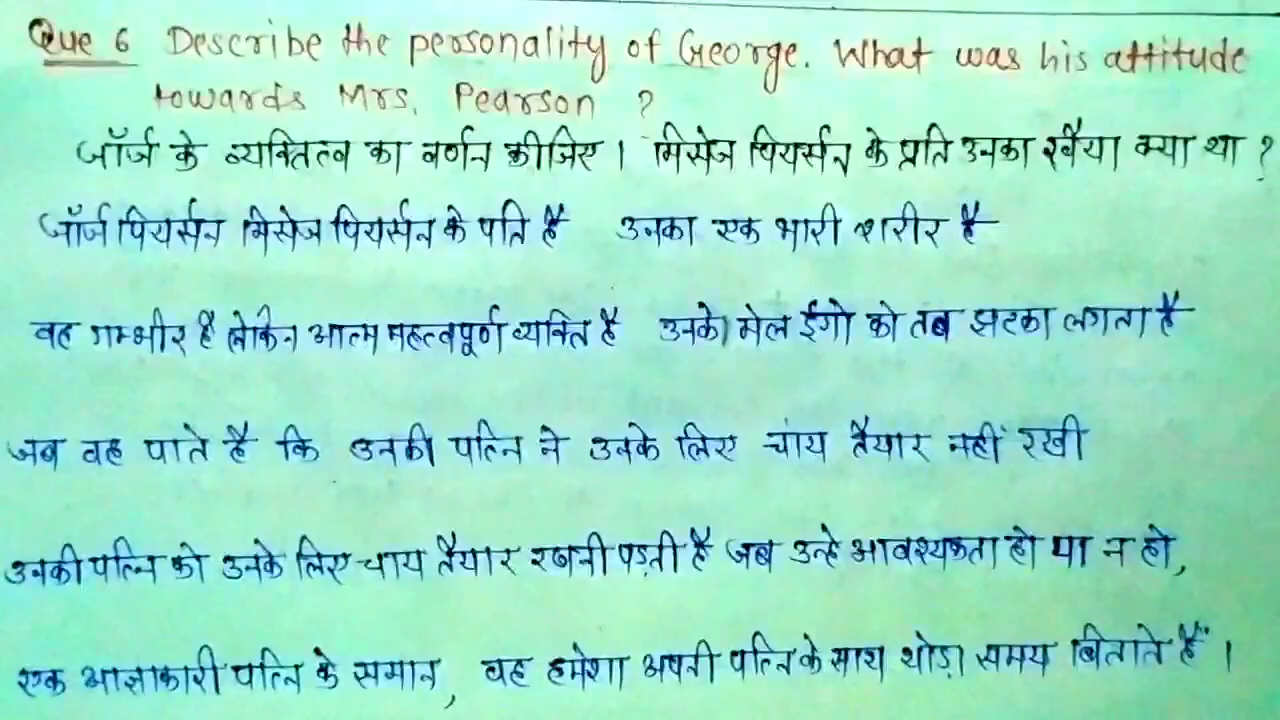 Que 6 Describe the personality of George. What was his attitude
towards Mrs. Pearson ?
जॉर्ज के व्यक्तित्व का वर्णन कीजिए । मिसेज पियर्सन के प्रति उनका रवैया क्या था ?
जॉर्ज पियर्सन मिसेज पियर्सन के पति है उनका एक भारी शरीर है
वह गम्भीर है लेकिन आत्म महत्वपूर्ण व्यक्ति है उनके मेल ईगो को तब झटका लगता है
जब वह पाते है कि उनकी पत्नि ने उनके लिए चाय तैयार नहीं रखी
उनकी पत्नि को उनके लिए चाय तैयार रखनी पड़ती है जब उन्हे आवश्यकता हो या न हो,
एक आज्ञाकारी पत्नि के समान, वह हमेशा अपनी पत्नि के साथ थोड़ा समय बिताते हैं ।